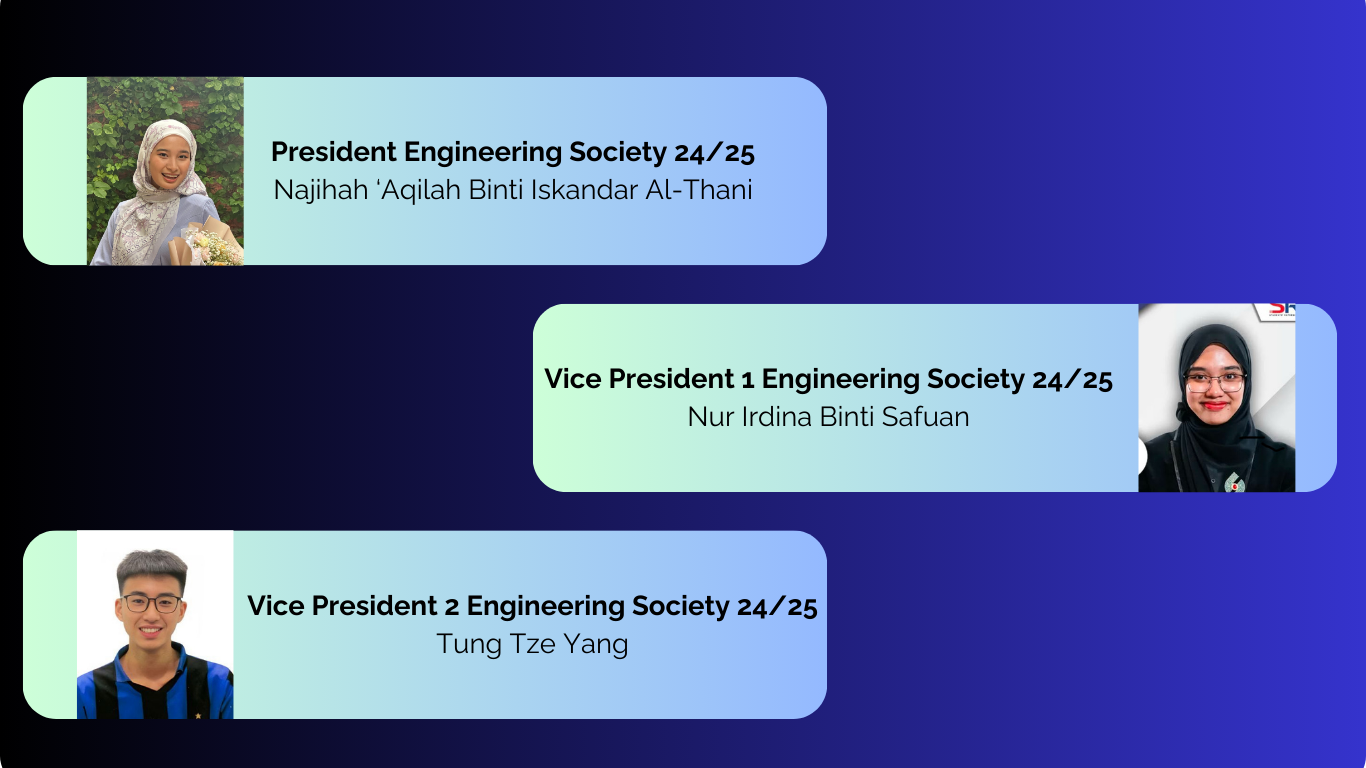 President Engineering Society 24/25
Najihah ‘Aqilah Binti Iskandar Al-Thani
Vice President 1 Engineering Society 24/25
Nur Irdina Binti Safuan
Vice President 2 Engineering Society 24/25
Tung Tze Yang